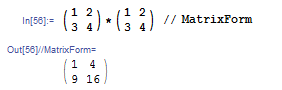 In[56]:= (1 2
3 4) * (1 2
3 4) // MatrixForm
Out[56]//MatrixForm=
(1 4
9 16)